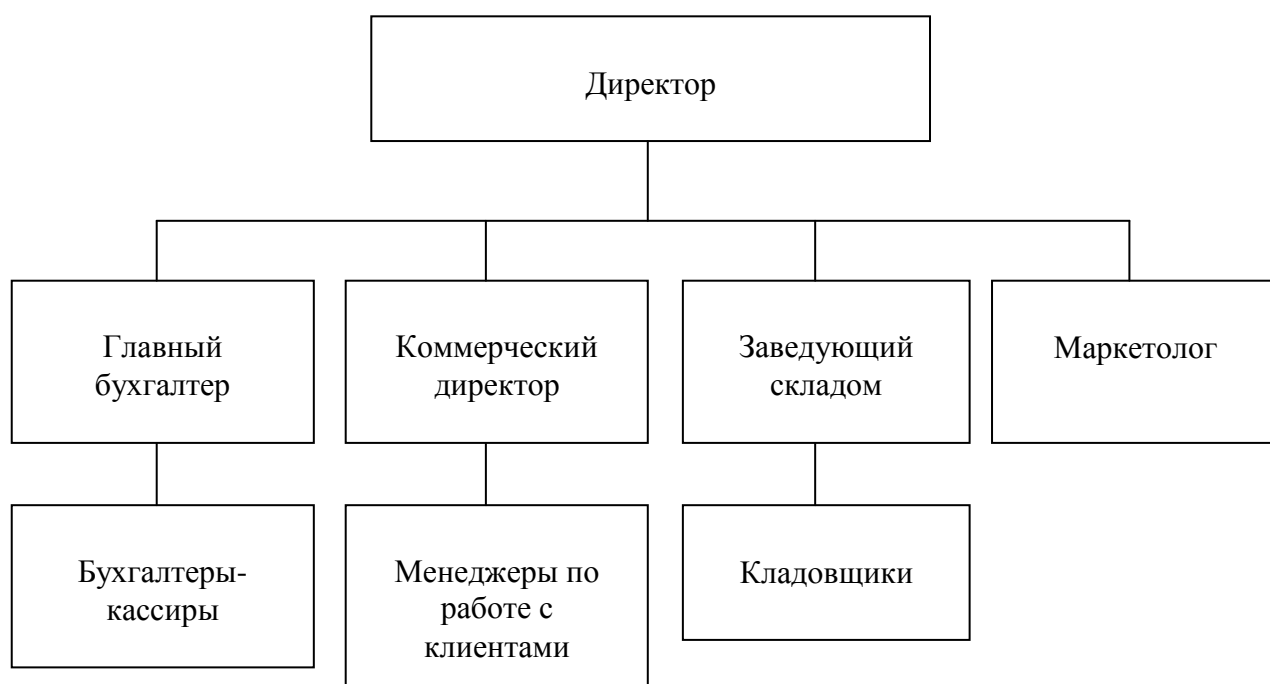 Директор
Главный
бухгалтер
Коммерческий
директор
Заведующий
складом
Маркетолог
Бухгалтеры-
кассиры
Менеджеры по
работе с
клиентами
Кладовщики